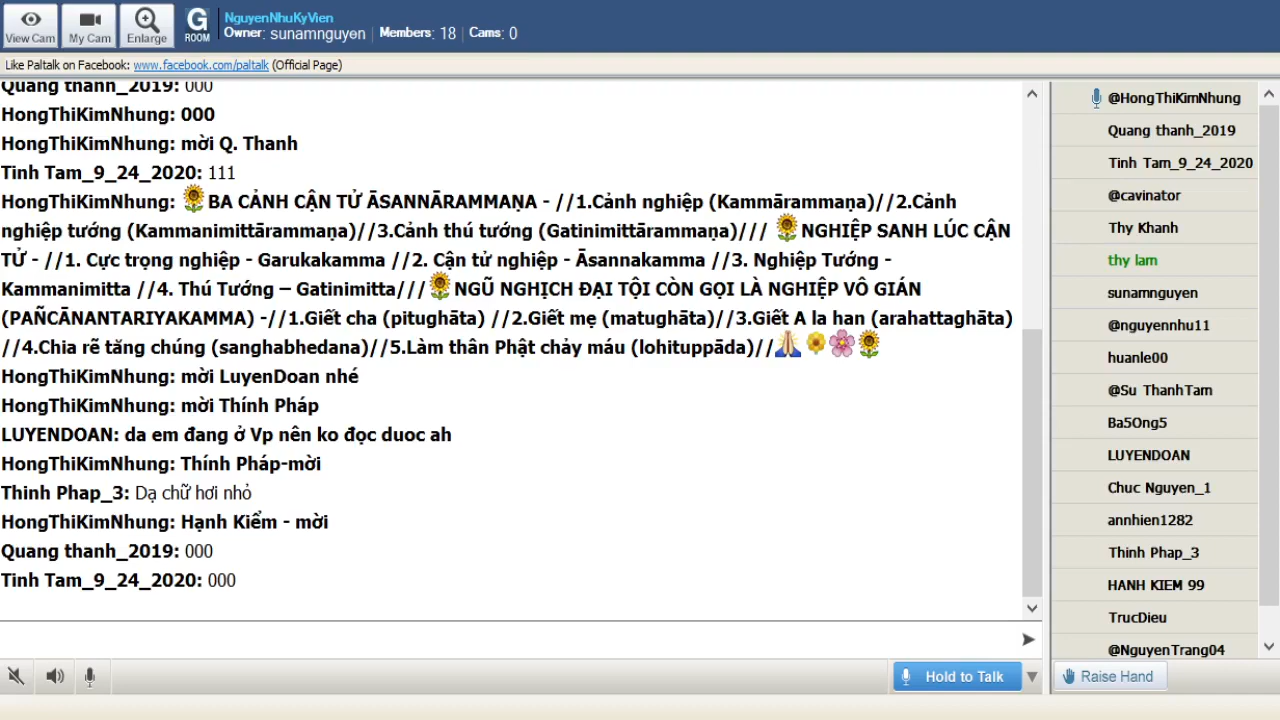 NguyenNhuKyVien
View Cam My Cam Enlarge G ROOM Owner: sunamnguyen Members: 18 Cams: 0
Like Paltalk on Facebook: www.facebook.com/paltalk (Official Page)
Quang thanh_2019: 000
HongThiKimNhung: 000
HongThiKimNhung: mời Q. Thanh
Tinh Tam_9_24_2020: 111
HongThiKimNhung: 🌻BA CẢNH CẬN TỬ ĀSANNĀRAMMAṆA - //1.Cảnh nghiệp (Kammārammaṇa)//2.Cảnh
nghiệp tướng (Kammanimittārammaṇa)//3.Cảnh thú tướng (Gatinimittārammaṇa)/// 🌻NGHIỆP SANH LÚC CẬN
TỬ - //1. Cực trọng nghiệp - Garukakamma //2. Cận tử nghiệp - Āsannakamma //3. Nghiệp Tướng -
Kammanimitta //4. Thú Tướng – Gatinimitta///🌻NGŨ NGHỊCH ĐẠI TỘI CÒN GỌI LÀ NGHIỆP VÔ GIÁN
(PAÑCĀNANTARIYAKAMMA) -//1.Giết cha (pitughāta) //2.Giết mẹ (matughāta)//3.Giết A la han (arahattaghāta)
//4.Chia rẽ tăng chúng (sanghabhedana)//5.Làm thân Phật chảy máu (lohituppāda)//🙏🌼🌸🌻
HongThiKimNhung: mời LuyenDoan nhé
HongThiKimNhung: mời Thính Pháp
LUYENDOAN: da em đang ở Vp nên ko đọc duoc ah
HongThiKimNhung: Thính Pháp-mời
Thinh Phap_3: Dạ chữ hơi nhỏ
HongThiKimNhung: Hạnh Kiểm - mời
Quang thanh_2019: 000
Tinh Tam_9_24_2020: 000
@HongThiKimNhung
Quang thanh_2019
Tinh Tam_9_24_2020
@cavinator
Thy Khanh
thy lam
sunamnguyen
@nguyennhu11
huanle00
@Su ThanhTam
Ba5Ong5
LUYENDOAN
Chuc Nguyen_1
annhien1282
Thinh Phap_3
HANH KIEM 99
TrucDieu
@NguyenTrang04
Hold to Talk Raise Hand